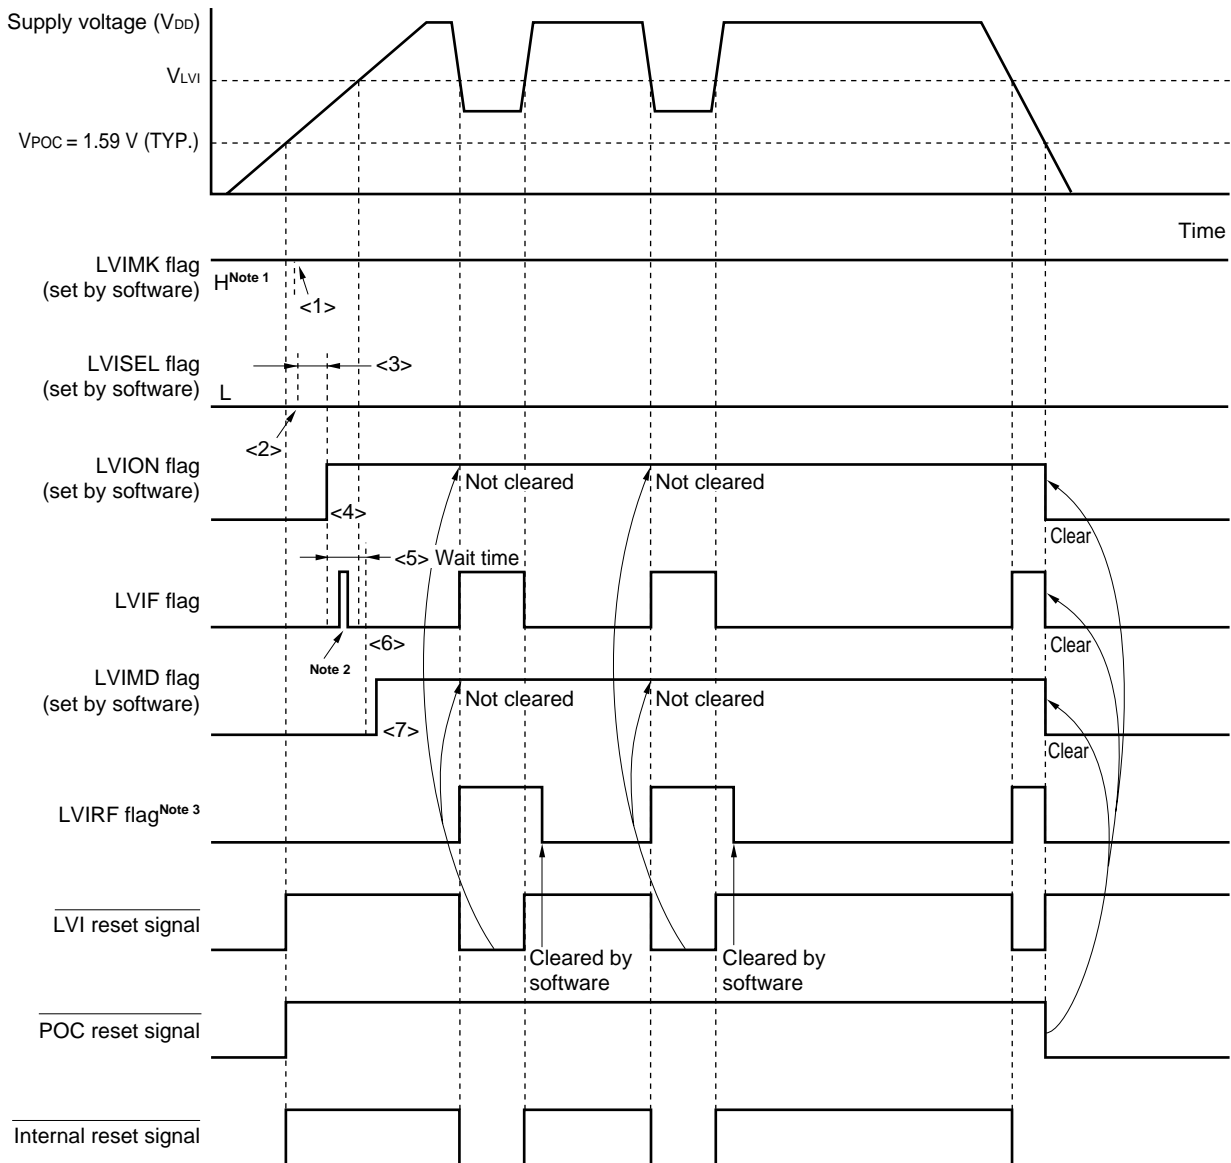 Supply voltage (VDD)
VLVI
VPOC = 1.59 V (TYP.)
Time
LVIMK flag
(set by software)
HNote 1
<1>
LVISEL flag
(set by software)
L
<3>
<2>
LVION flag
(set by software)
Not cleared
Not cleared
<4>
Clear
<5> Wait time
LVIF flag
Note 2
<6>
Clear
LVIMD flag
(set by software)
Not cleared
Not cleared
<7>
Clear
LVIRF flagNote 3
LVI reset signal
Cleared by
software
Cleared by
software
POC reset signal
Internal reset signal